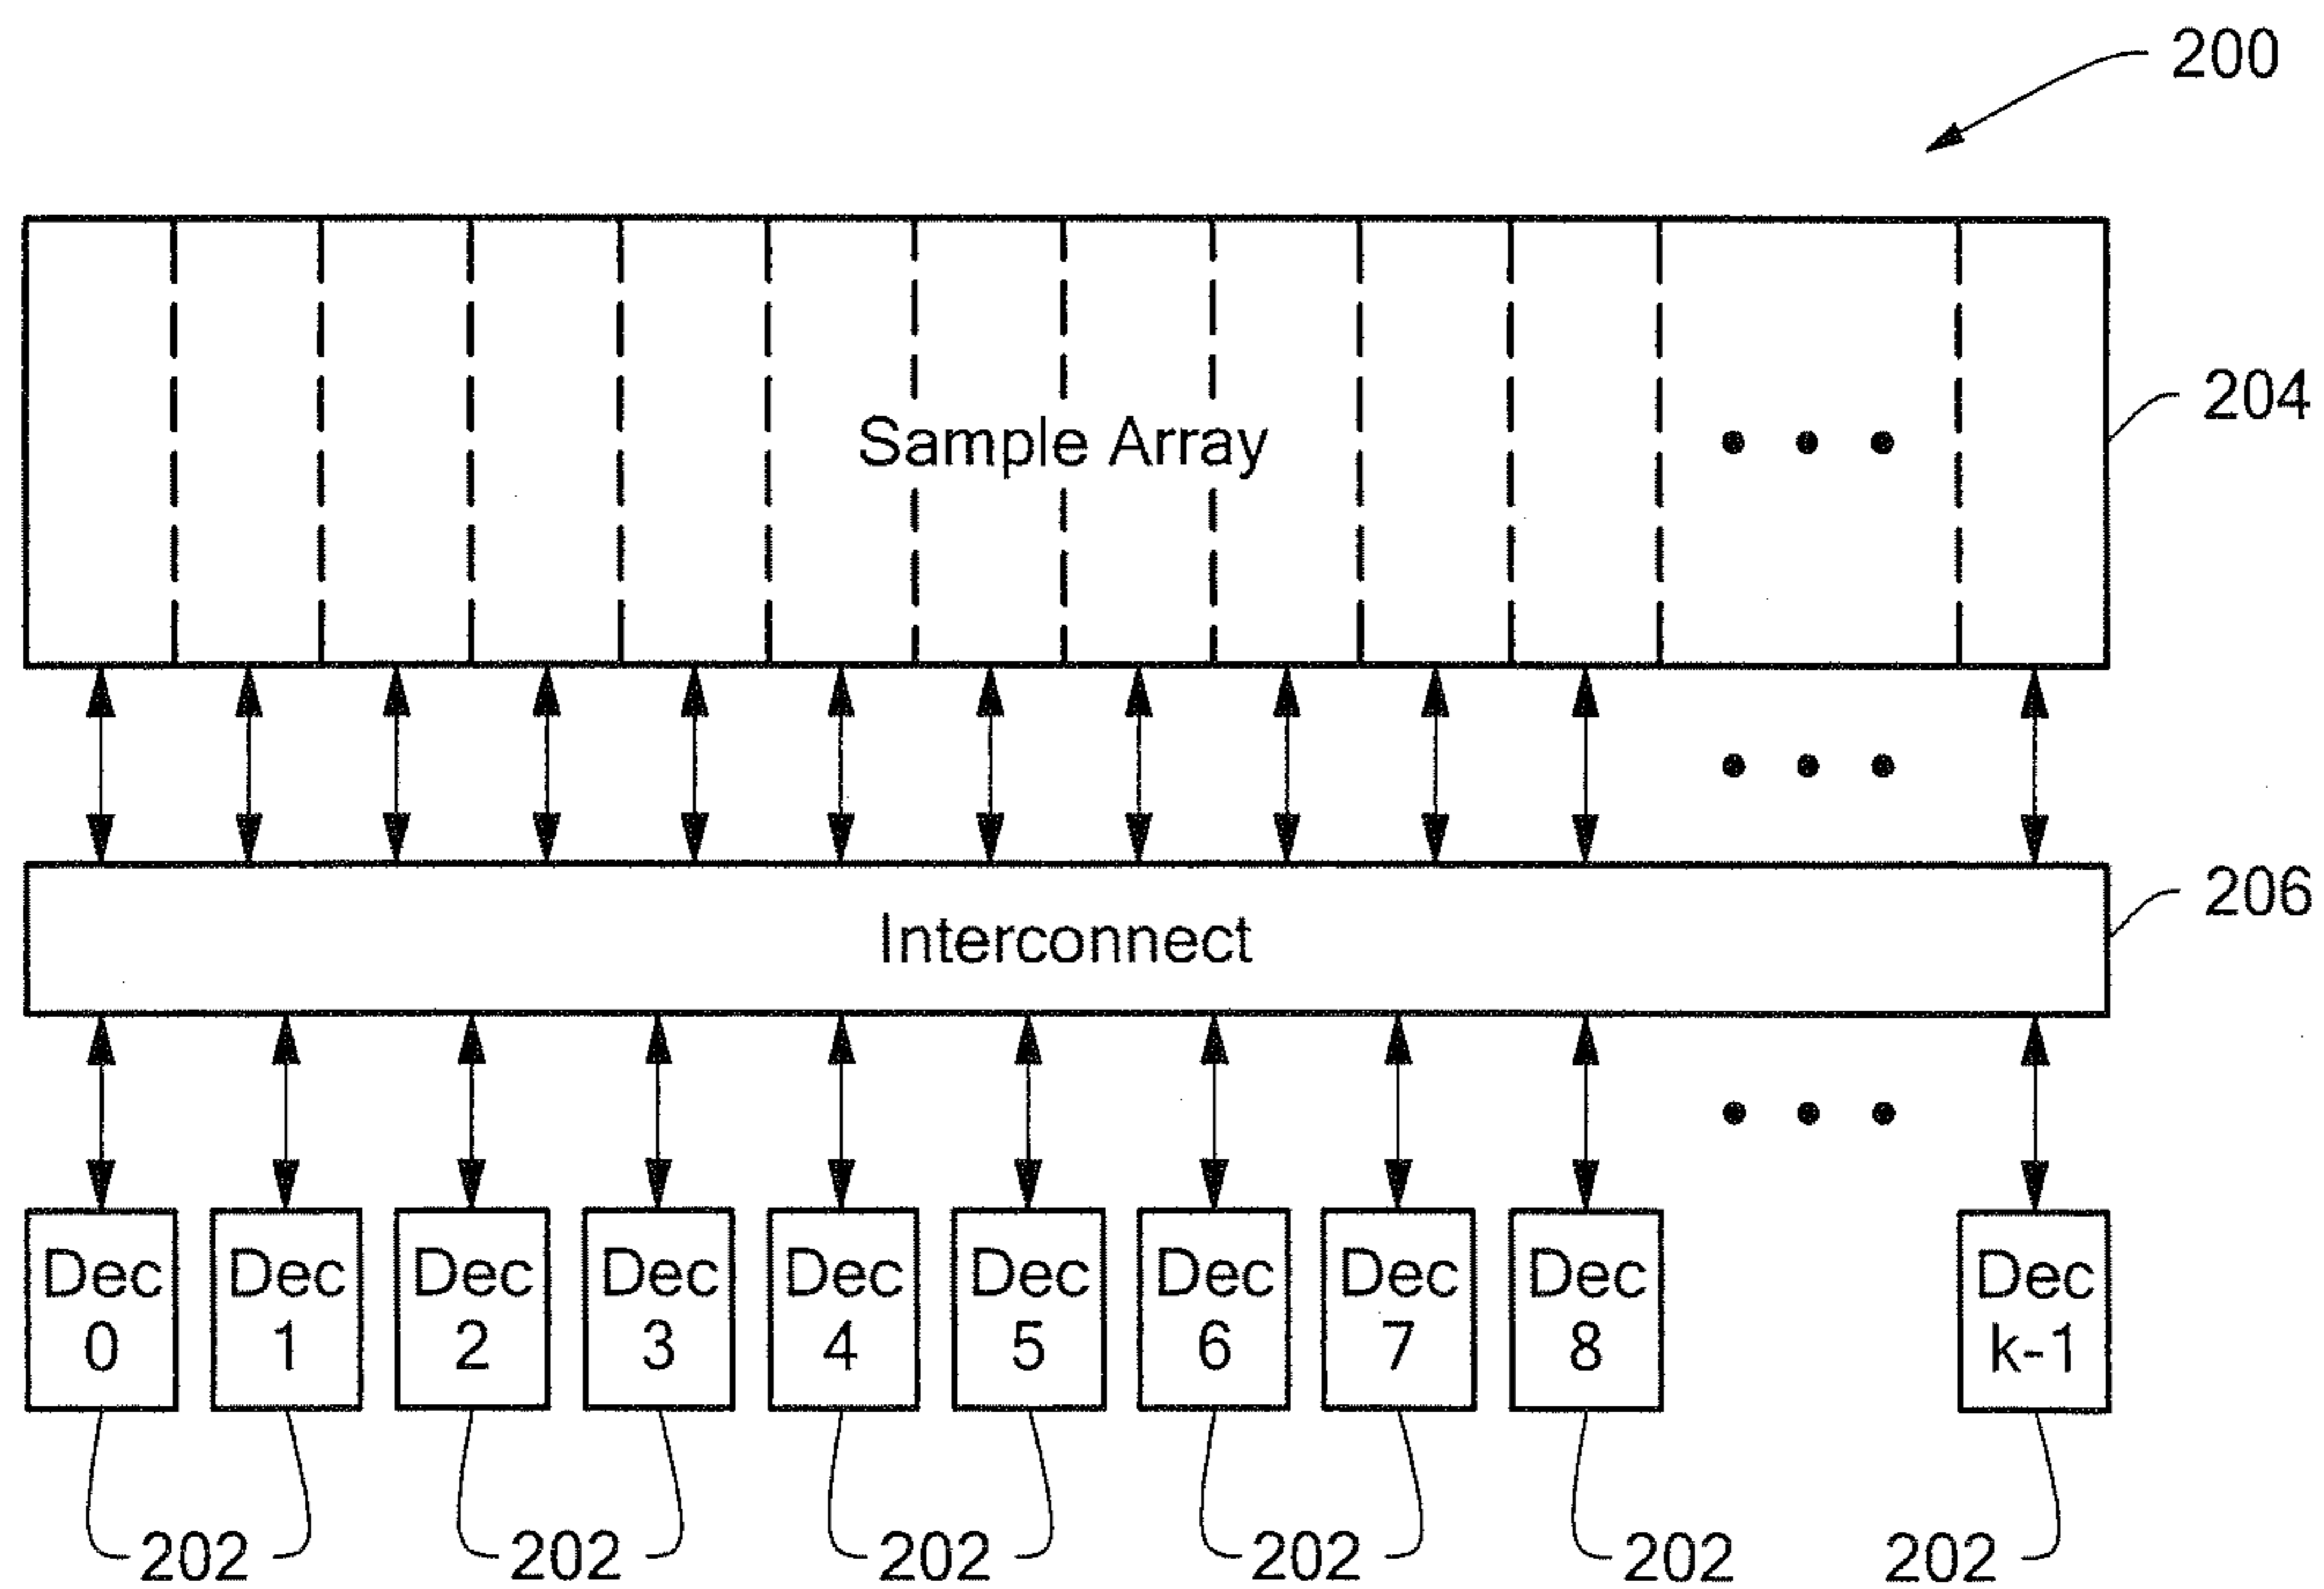 200
204
Sample Array
206
Interconnect
Dec 0
Dec 1
Dec 2
Dec 3
Dec 4
Dec 5
Dec 6
Dec 7
Dec 8
Dec k-1
202
202
202
202
202
202